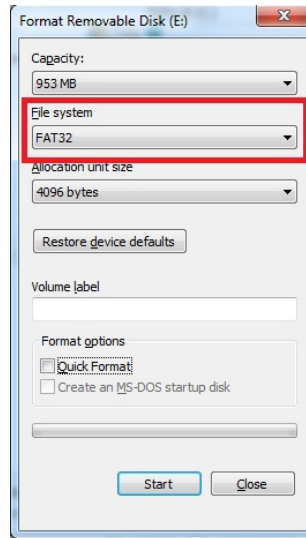 Format Removable Disk (E:)
Capacity:
953 MB
File system
FAT32
Allocation unit size
4096 bytes
Restore device defaults
Volume label
Format options
Quick Format
Create an MS-DOS startup disk
Start
Close